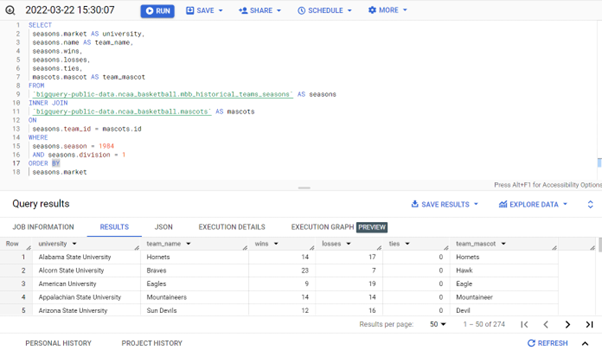 2022-03-22 15:30:07 RUN SAVE SHARE SCHEDULE MORE
1 SELECT
2 seasons.market AS university,
3 seasons.name AS team_name,
4 seasons.wins,
5 seasons.losses,
6 seasons.ties,
7 mascots.mascot AS team_mascot
8 FROM
9 `bigquery-public-data.ncaa_basketball.mbb_historical_teams_seasons` AS seasons
10 INNER JOIN
11 `bigquery-public-data.ncaa_basketball.mascots` AS mascots
12 ON
13 seasons.team_id = mascots.id
14 WHERE
15 seasons.season = 1984
16 AND seasons.division = 1
17 ORDER BY
18 seasons.market
Press Alt+F1 for Accessibility Options
Query results SAVE RESULTS EXPLORE DATA
JOB INFORMATION RESULTS JSON EXECUTION DETAILS EXECUTION GRAPH PREVIEW
Row university team_name wins losses ties team_mascot
1 Alabama State University Hornets 14 17 0 Hornets
2 Alcorn State University Braves 23 7 0 Hawk
3 American University Eagles 9 19 0 Eagle
4 Appalachian State University Mountaineers 14 14 0 Mountaineer
5 Arizona State University Sun Devils 12 16 0 Devil
Results per page: 50 1 – 50 of 274
PERSONAL HISTORY PROJECT HISTORY REFRESH